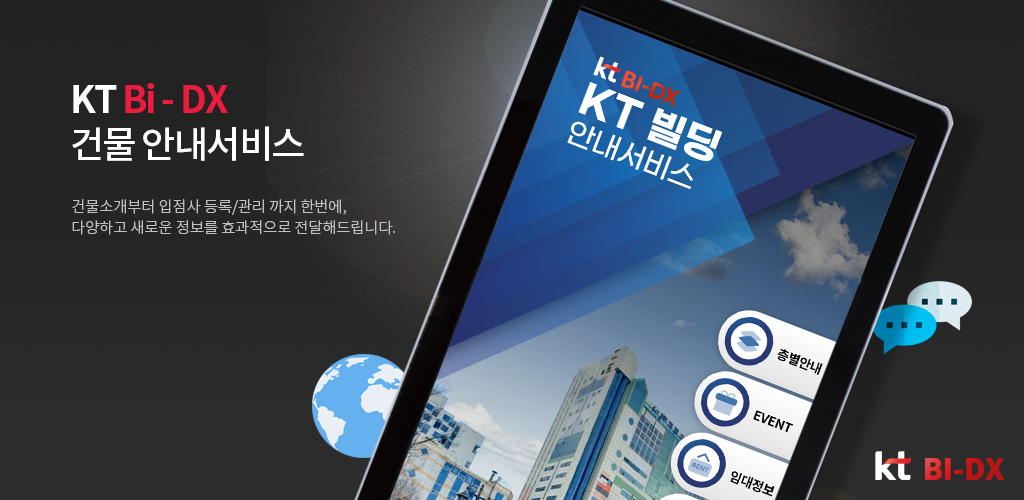 KT Bi - DX
건물 안내서비스
건물소개부터 입점사 등록/관리 까지 한번에,
다양하고 새로운 정보를 효과적으로 전달해드립니다.
kt BI-DX
KT 빌딩
안내서비스
층별안내
EVENT
RENT
임대정보
kt BI-DX